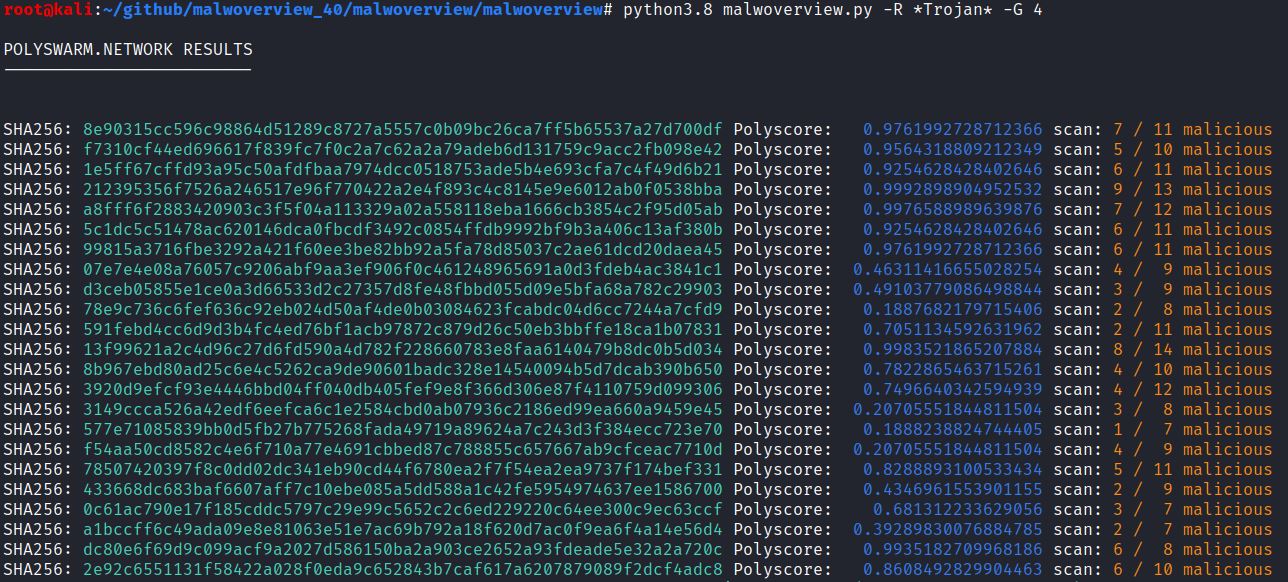 root@kali:~/github/malwoverview_40/malwoverview/malwoverview# python3.8 malwoverview.py -R *Trojan* -G 4
POLYSWARM.NETWORK RESULTS
SHA256: 8e90315cc596c98864d51289c8727a5557c0b09bc26ca7ff5b65537a27d700df Polyscore: 0.9761992728712366 scan: 7 / 11 malicious
SHA256: f7310cf44ed696617f839fc7f0c2a7c62a2a79adeb6d131759c9acc2fb098e42 Polyscore: 0.9564318809212349 scan: 5 / 10 malicious
SHA256: 1e5ff67cffd93a95c50afdfbaa7974dcc0518753ade5b4e693cfa7c4f49d6b21 Polyscore: 0.9254628428402646 scan: 6 / 11 malicious
SHA256: 212395356f7526a246517e96f770422a2e4f893c4c8145e9e6012ab0f0538bba Polyscore: 0.9992898904952532 scan: 9 / 13 malicious
SHA256: a8fff6f2883420903c3f5f04a113329a02a558118eba1666cb3854c2f95d05ab Polyscore: 0.9976588989639876 scan: 7 / 12 malicious
SHA256: 5c1dc5c51478ac620146dca0fbcdf3492c0854ffdb9992bf9b3a406c13af380b Polyscore: 0.9254628428402646 scan: 6 / 11 malicious
SHA256: 99815a3716fbe3292a421f60ee3be82bb92a5fa78d85037c2ae61dcd20daea45 Polyscore: 0.9761992728712366 scan: 6 / 11 malicious
SHA256: 07e7e4e08a76057c9206abf9aa3ef906f0c461248965691a0d3fdeb4ac3841c1 Polyscore: 0.46311416655028254 scan: 4 / 9 malicious
SHA256: d3ceb05855e1ce0a3d66533d2c27357d8fe48fbbd055d09e5bfa68a782c29903 Polyscore: 0.49103779086498844 scan: 3 / 9 malicious
SHA256: 78e9c736c6fef636c92eb024d50af4de0b03084623fcabdc04d6cc7244a7cfd9 Polyscore: 0.1887682179715406 scan: 2 / 8 malicious
SHA256: 591febd4cc6d9d3b4fc4ed76bf1acb97872c879d26c50eb3bbffe18ca1b07831 Polyscore: 0.7051134592631962 scan: 2 / 11 malicious
SHA256: 13f99621a2c4d96c27d6fd590a4d782f228660783e8faa6140479b8dc0b5d034 Polyscore: 0.9983521865207884 scan: 8 / 14 malicious
SHA256: 8b967ebd80ad25c6e4c5262ca9de90601badc328e14540094b5d7dcab390b650 Polyscore: 0.7822865463715261 scan: 4 / 10 malicious
SHA256: 3920d9efcf93e4446bbd04ff040db405fef9e8f366d306e87f4110759d099306 Polyscore: 0.7496640342594939 scan: 4 / 12 malicious
SHA256: 3149ccca526a42edf6eefca6c1e2584cbd0ab07936c2186ed99ea660a9459e45 Polyscore: 0.20705551844811504 scan: 3 / 8 malicious
SHA256: 577e71085839bb0d5fb27b775268fada49719a89624a7c243d3f384ecc723e70 Polyscore: 0.1888238824744405 scan: 1 / 7 malicious
SHA256: f54aa50cd8582c4e6f710a77e4691cbbed87c788855c657667ab9cfceac7710d Polyscore: 0.20705551844811504 scan: 4 / 9 malicious
SHA256: 78507420397f8c0dd02dc341eb90cd44f6780ea2f7f54ea2ea9737f174bef331 Polyscore: 0.8288893100533434 scan: 5 / 11 malicious
SHA256: 433668dc683baf6607aff7c10ebe085a5dd588a1c42fe5954974637ee1586700 Polyscore: 0.4346961553901155 scan: 2 / 9 malicious
SHA256: 0c61ac790e17f185cddc5797c29e99c5652c2c6ed229220c64ee300c9ec63ccf Polyscore: 0.681312233629056 scan: 3 / 7 malicious
SHA256: a1bccff6c49ada09e8e81063e51e7ac69b792a18f620d7ac0f9ea6f4a14e56d4 Polyscore: 0.39289830076884785 scan: 2 / 7 malicious
SHA256: dc80e6f69d9c099acf9a2027d586150ba2a903ce2652a93fdeade5e32a2a720c Polyscore: 0.9935182709968186 scan: 6 / 8 malicious
SHA256: 2e92c6551131f58422a028f0eda9c652843b7caf617a6207879089f2dcf4adc8 Polyscore: 0.8608492829904463 scan: 6 / 10 malicious